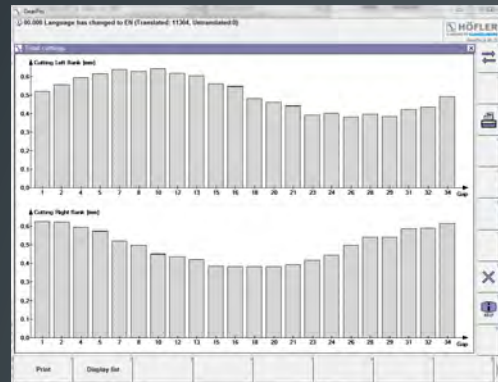 GearPro
00.000 Language has changed to EN (Translated: 11304, Untranslated:0)
HÖFLER
Cutting Left flank [mm]
0,6
0,5
0,4
0,3
0,2
0,1
0,0
1 2 4 5 7 8 10 12 13 15 16 18 20 21 23 24 26 28 29 31 32 34 Gap
Cutting Right flank [mm]
0,6
0,5
0,4
0,3
0,2
0,1
0,0
1 2 4 5 7 8 10 12 13 15 16 18 20 21 23 24 26 28 29 31 32 34 Gap
Print Display list